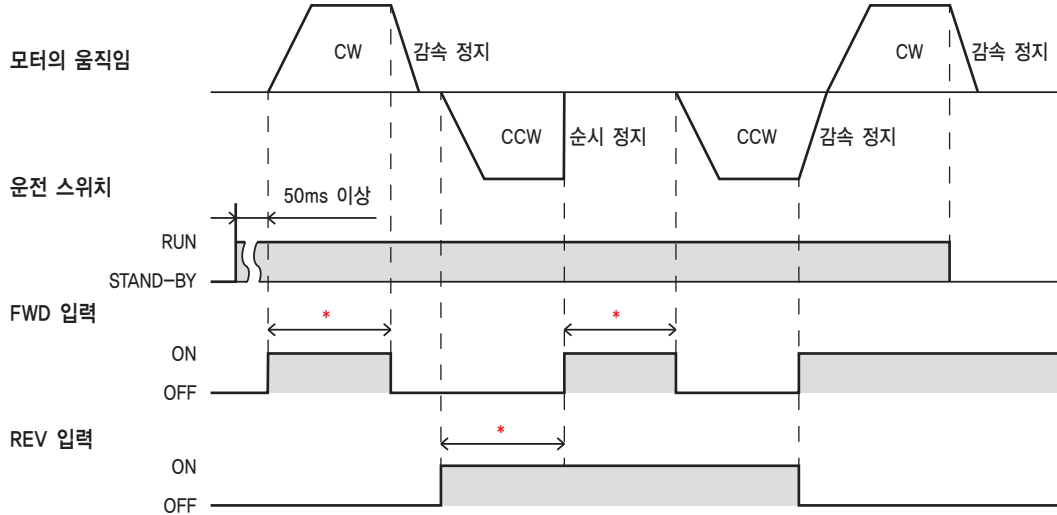 모터의 움직임
CW
감속 정지
CW
감속 정지
CCW
순시 정지
CCW
감속 정지
운전 스위치
50ms 이상
RUN
STAND-BY
FWD 입력
*
*
ON
OFF
REV 입력
*
ON
OFF